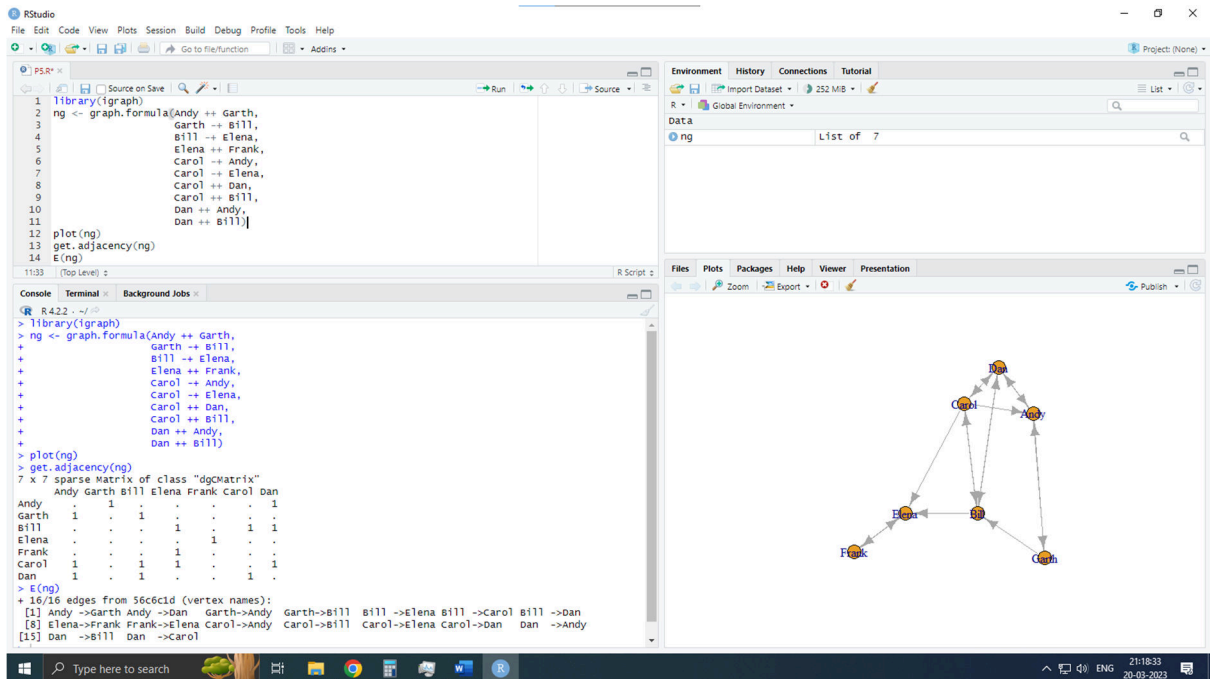 RStudio
File Edit Code View Plots Session Build Debug Profile Tools Help
Go to file/function Addins Project: (None)
P5.R*
Source on Save Run Source
1 library(igraph)
2 ng <- graph.formula(Andy ++ Garth,
3 Garth -+ Bill,
4 Bill -+ Elena,
5 Elena ++ Frank,
6 Carol -+ Andy,
7 Carol -+ Elena,
8 Carol ++ Dan,
9 Carol ++ Bill,
10 Dan ++ Andy,
11 Dan ++ Bill)
12 plot(ng)
13 get.adjacency(ng)
14 E(ng)
11:33 (Top Level) R Script
Console Terminal Background Jobs
R 4.2.2 · ~/
> library(igraph)
> ng <- graph.formula(Andy ++ Garth,
+ Garth -+ Bill,
+ Bill -+ Elena,
+ Elena ++ Frank,
+ Carol -+ Andy,
+ Carol -+ Elena,
+ Carol ++ Dan,
+ Carol ++ Bill,
+ Dan ++ Andy,
+ Dan ++ Bill)
> plot(ng)
> get.adjacency(ng)
7 x 7 sparse Matrix of class "dgCMatrix"
Andy Garth Bill Elena Frank Carol Dan
Andy . 1 . . . . 1
Garth 1 . 1 . . . .
Bill . . . 1 . 1 1
Elena . . . . 1 . .
Frank . . . 1 . . .
Carol 1 . 1 1 . . 1
Dan 1 . 1 . . 1 .
> E(ng)
+ 16/16 edges from 56c6c1d (vertex names):
[1] Andy ->Garth Andy ->Dan Garth->Andy Garth->Bill Bill ->Elena Bill ->Carol Bill ->Dan
[8] Elena->Frank Frank->Elena Carol->Andy Carol->Bill Carol->Elena Carol->Dan Dan ->Andy
[15] Dan ->Bill Dan ->Carol
Environment History Connections Tutorial
Import Dataset 252 MiB List
R Global Environment
Data
ng List of 7
Files Plots Packages Help Viewer Presentation
Zoom Export Publish
Dan
Carol
Andy
Elena
Bill
Frank
Garth
Type here to search
ENG
21:18:33
20-03-2023